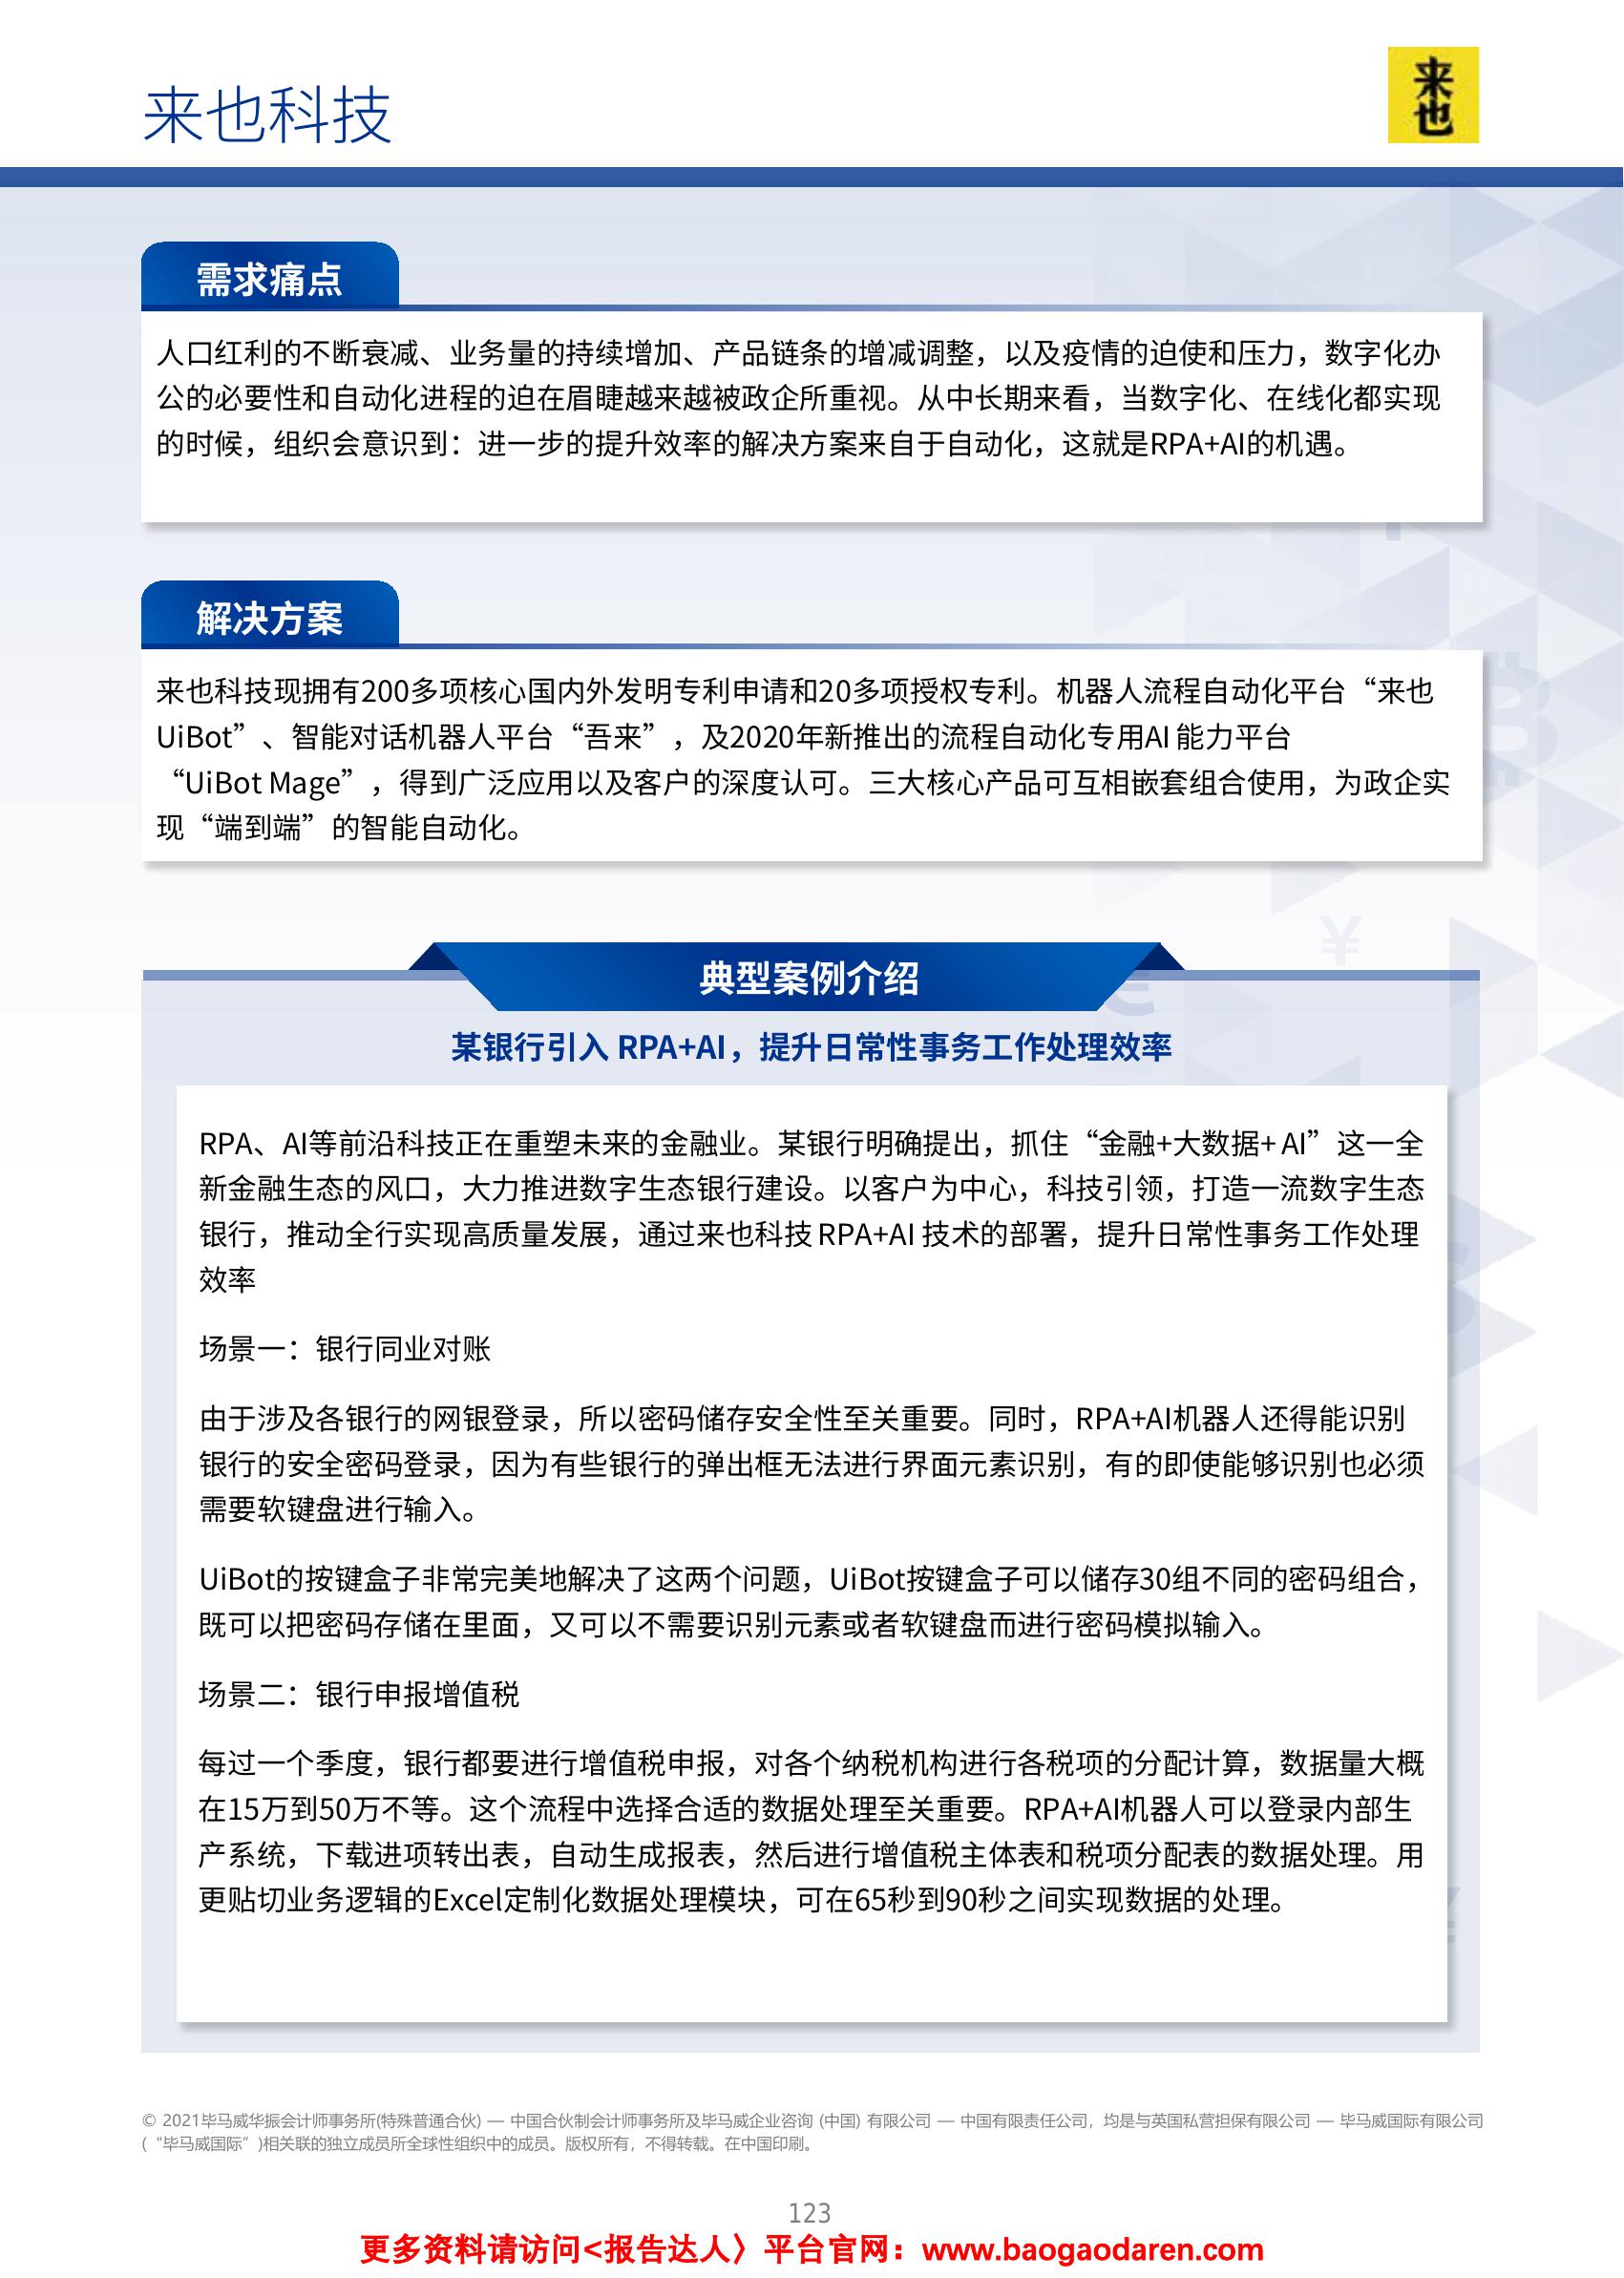 来也科技
来也
需求痛点
人口红利的不断衰减、业务量的持续增加、产品链条的增减调整，以及疫情的迫使和压力，数字化办
公的必要性和自动化进程的迫在眉睫越来越被政企所重视。从中长期来看，当数字化、在线化都实现
的时候，组织会意识到：进一步的提升效率的解决方案来自于自动化，这就是RPA+AI的机遇。
解决方案
来也科技现拥有200多项核心国内外发明专利申请和20多项授权专利。机器人流程自动化平台“来也
UiBot”、智能对话机器人平台“吾来”，及2020年新推出的流程自动化专用AI 能力平台
“UiBot Mage”，得到广泛应用以及客户的深度认可。三大核心产品可互相嵌套组合使用，为政企实
现“端到端”的智能自动化。
典型案例介绍
某银行引入 RPA+AI，提升日常性事务工作处理效率
RPA、AI等前沿科技正在重塑未来的金融业。某银行明确提出，抓住“金融+大数据+ AI”这一全
新金融生态的风口，大力推进数字生态银行建设。以客户为中心，科技引领，打造一流数字生态
银行，推动全行实现高质量发展，通过来也科技 RPA+AI 技术的部署，提升日常性事务工作处理
效率
场景一：银行同业对账
由于涉及各银行的网银登录，所以密码储存安全性至关重要。同时，RPA+AI机器人还得能识别
银行的安全密码登录，因为有些银行的弹出框无法进行界面元素识别，有的即使能够识别也必须
需要软键盘进行输入。
UiBot的按键盒子非常完美地解决了这两个问题，UiBot按键盒子可以储存30组不同的密码组合，
既可以把密码存储在里面，又可以不需要识别元素或者软键盘而进行密码模拟输入。
场景二：银行申报增值税
每过一个季度，银行都要进行增值税申报，对各个纳税机构进行各税项的分配计算，数据量大概
在15万到50万不等。这个流程中选择合适的数据处理至关重要。RPA+AI机器人可以登录内部生
产系统，下载进项转出表，自动生成报表，然后进行增值税主体表和税项分配表的数据处理。用
更贴切业务逻辑的Excel定制化数据处理模块，可在65秒到90秒之间实现数据的处理。
© 2021毕马威华振会计师事务所(特殊普通合伙) — 中国合伙制会计师事务所及毕马威企业咨询 (中国) 有限公司 — 中国有限责任公司，均是与英国私营担保有限公司 — 毕马威国际有限公司
(“毕马威国际”)相关联的独立成员所全球性组织中的成员。版权所有，不得转载。在中国印刷。
123
更多资料请访问<报告达人〉平台官网：www.baogaodaren.com